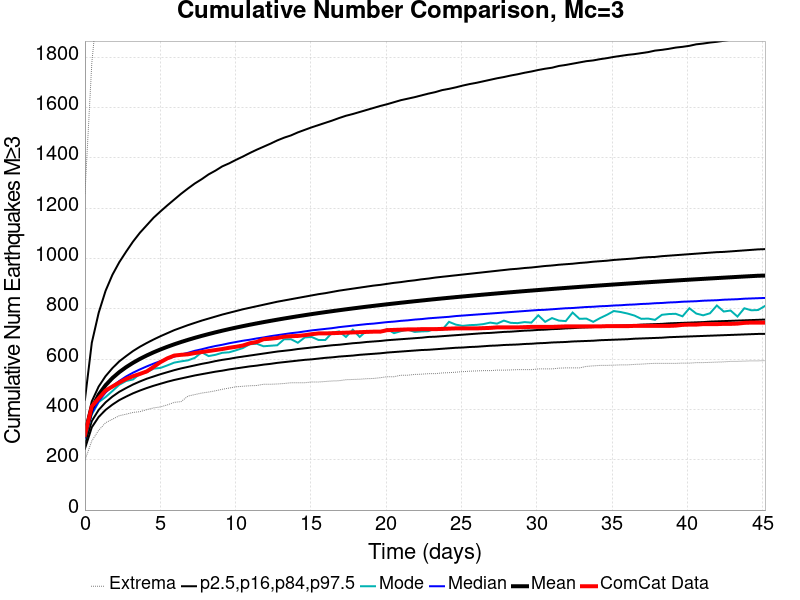 Cumulative Number Comparison, Mc=3
Cumulative Num Earthquakes M≥3
1800
1600
1400
1200
1000
800
600
400
200
0
0 5 10 15 20 25 30 35 40 45
Time (days)
Extrema p2.5,p16,p84,p97.5 Mode Median Mean ComCat Data